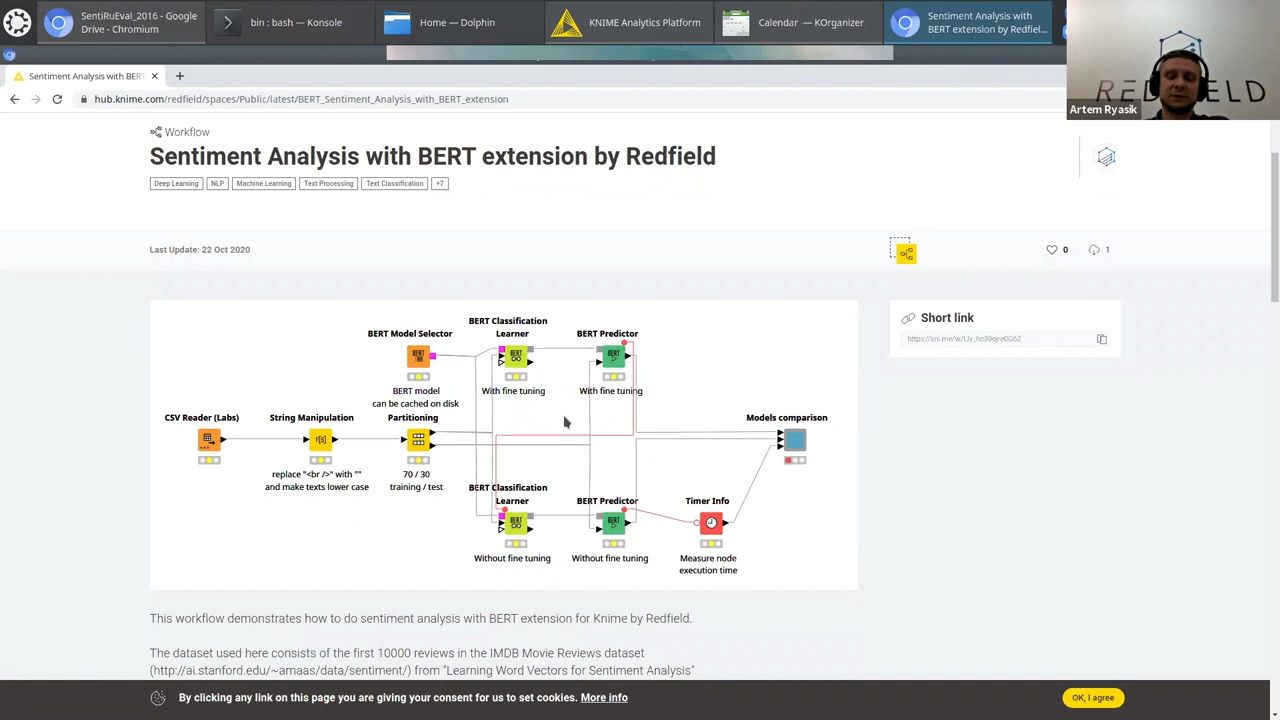 SentiRuEval_2016 - Google
Drive - Chromium
bin : bash — Konsole
Home — Dolphin
KNIME Analytics Platform
Calendar — KOrganizer
Sentiment Analysis with
BERT extension by Redfiel...
Sentiment Analysis with BERT
hub.knime.com/redfield/spaces/Public/latest/BERT_Sentiment_Analysis_with_BERT_extension
REDFIELD
Artem Ryasik
Workflow
Sentiment Analysis with BERT extension by Redfield
Deep Learning
NLP
Machine Learning
Text Processing
Text Classification
+7
Last Update: 22 Oct 2020
0
1
Short link
BERT Model Selector
BERT
BERT model
can be cached on disk
BERT Classification
Learner
BERT
With fine tuning
BERT Predictor
BERT
With fine tuning
CSV Reader (Labs)
String Manipulation
replace "<br />" with ""
and make texts lower case
Partitioning
70 / 30
training / test
Models comparison
BERT Classification
Learner
BERT
Without fine tuning
BERT Predictor
BERT
Without fine tuning
Timer Info
Measure node
execution time
This workflow demonstrates how to do sentiment analysis with BERT extension for Knime by Redfield.
The dataset used here consists of the first 10000 reviews in the IMDB Movie Reviews dataset
(http://ai.stanford.edu/~amaas/data/sentiment/) from "Learning Word Vectors for Sentiment Analysis"
By clicking any link on this page you are giving your consent for us to set cookies. More info
OK, I agree